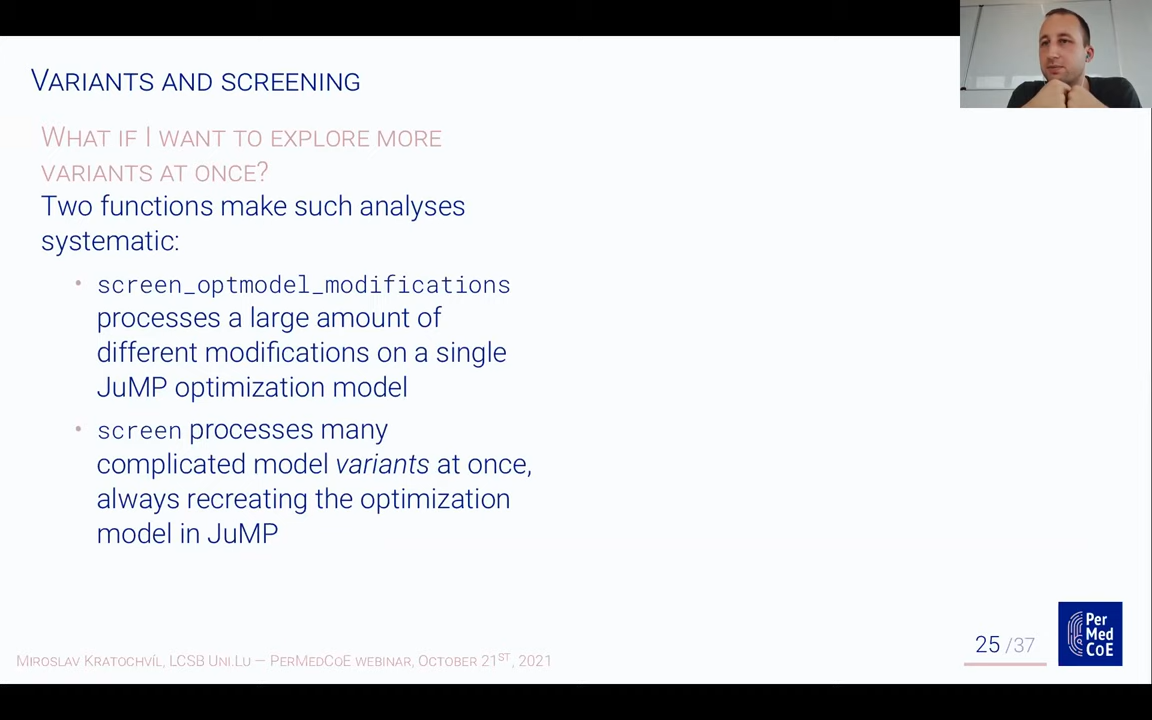 Variants and screening
What if I want to explore more
variants at once?
Two functions make such analyses
systematic:
• screen_optmodel_modifications
processes a large amount of
different modifications on a single
JuMP optimization model
• screen processes many
complicated model variants at once,
always recreating the optimization
model in JuMP
Miroslav Kratochvíl, LCSB Uni.Lu — PerMedCoE webinar, October 21st, 2021
25 /37
Per
Med
CoE